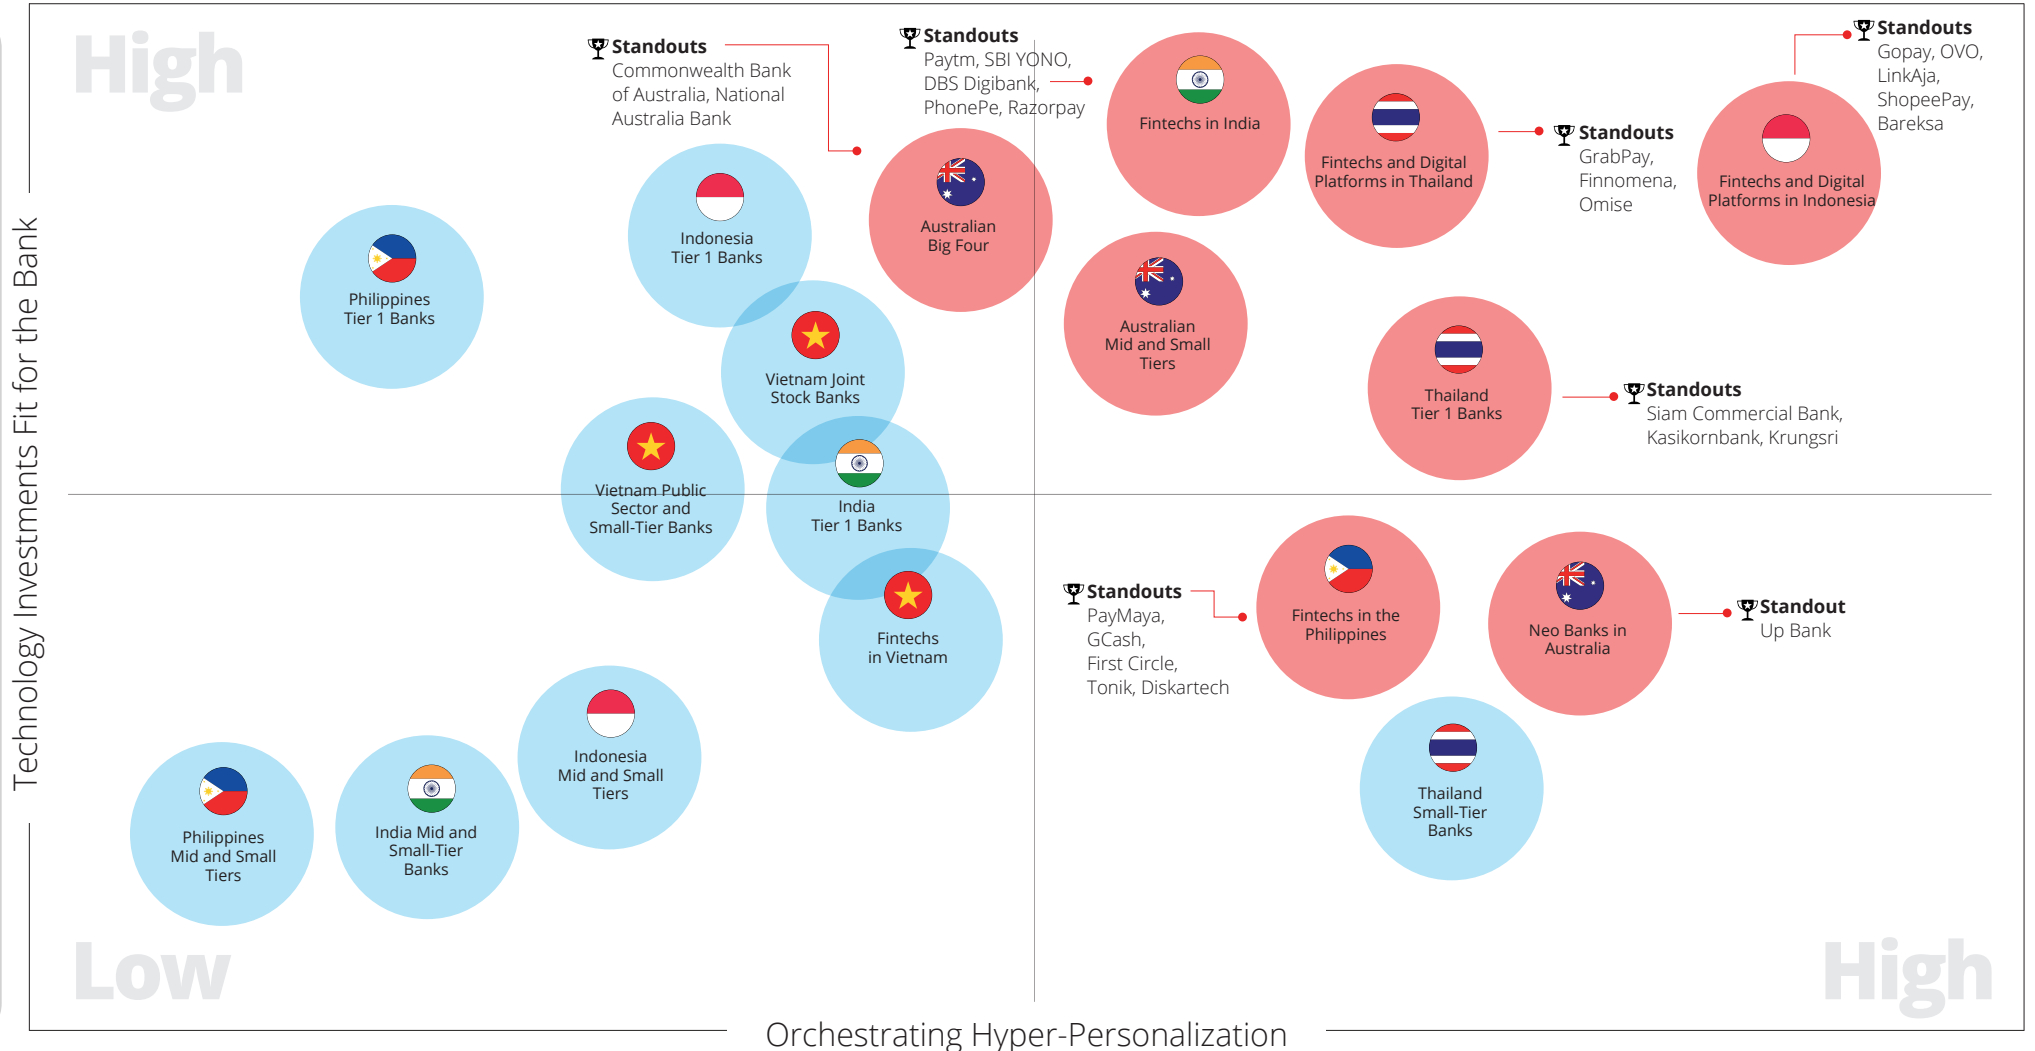 High
Standouts
Commonwealth Bank
of Australia, National
Australia Bank
Standouts
Paytm, SBI YONO,
DBS Digibank,
PhonePe, Razorpay
Standouts
Gopay, OVO,
LinkAja,
ShopeePay,
Bareksa
Fintechs in India
Fintechs and Digital
Platforms in Thailand
Standouts
GrabPay,
Finnomena,
Omise
Fintechs and Digital
Platforms in Indonesia
Indonesia
Tier 1 Banks
Australian
Big Four
Philippines
Tier 1 Banks
Vietnam Joint
Stock Banks
Australian
Mid and Small
Tiers
Thailand
Tier 1 Banks
Standouts
Siam Commercial Bank,
Kasikornbank, Krungsri
Vietnam Public
Sector and
Small-Tier Banks
India
Tier 1 Banks
Technology Investments Fit for the Bank
Fintechs
in Vietnam
Standouts
PayMaya,
GCash,
First Circle,
Tonik, Diskartech
Fintechs in the
Philippines
Neo Banks in
Australia
Standout
Up Bank
Indonesia
Mid and Small
Tiers
Thailand
Small-Tier
Banks
Philippines
Mid and Small
Tiers
India Mid and
Small-Tier
Banks
Low
High
Orchestrating Hyper-Personalization